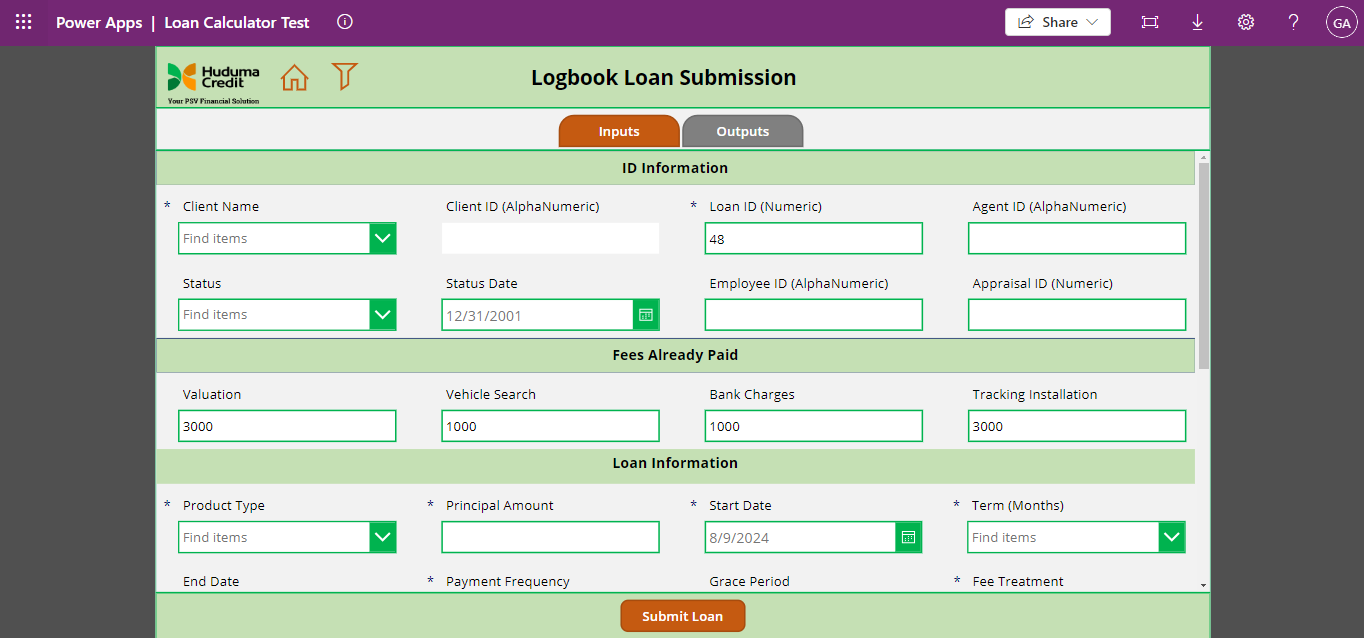 Power Apps | Loan Calculator Test
Share
GA
Huduma
Credit
Your PSV Financial Solution
Logbook Loan Submission
Inputs Outputs
ID Information
* Client Name Client ID (AlphaNumeric) * Loan ID (Numeric) Agent ID (AlphaNumeric)
Find items 48
Status Status Date Employee ID (AlphaNumeric) Appraisal ID (Numeric)
Find items 12/31/2001
Fees Already Paid
Valuation Vehicle Search Bank Charges Tracking Installation
3000 1000 1000 3000
Loan Information
* Product Type * Principal Amount * Start Date * Term (Months)
Find items 8/9/2024 Find items
End Date * Payment Frequency Grace Period * Fee Treatment
Submit Loan